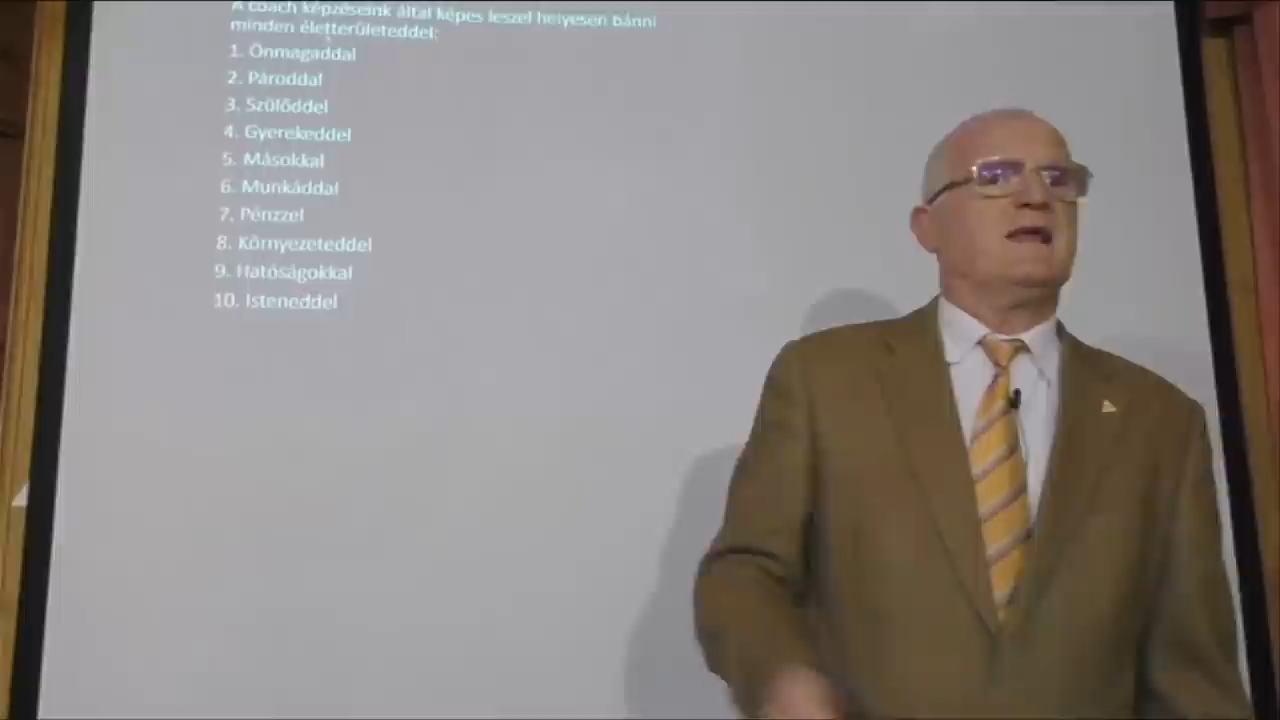 A coach képzéseink által képes leszel helyesen bánni
minden életterületeddel:
1. Önmagaddal
2. Pároddal
3. Szülőddel
4. Gyerekeddel
5. Másokkal
6. Munkáddal
7. Pénzzel
8. Környezeteddel
9. Hatóságokkal
10. Isteneddel